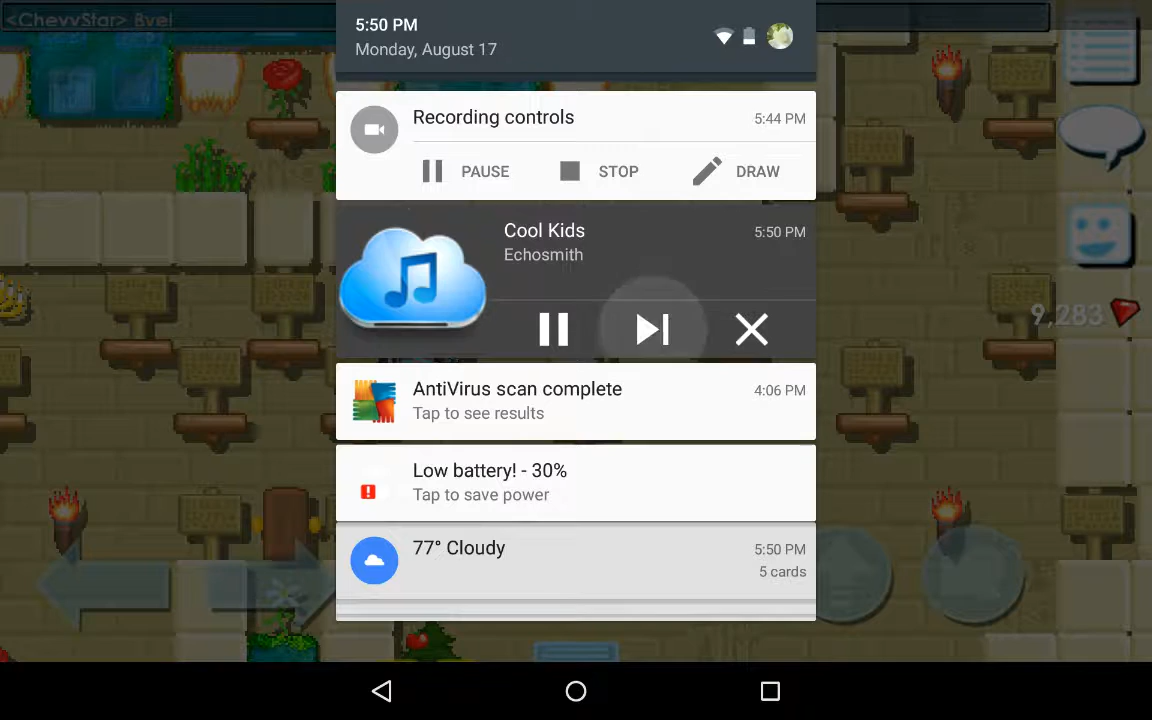 <ChevvStar> Bye!
5:50 PM
Monday, August 17
Recording controls
5:44 PM
PAUSE
STOP
DRAW
Cool Kids
5:50 PM
Echosmith
9,283
AntiVirus scan complete
4:06 PM
Tap to see results
Low battery! - 30%
Tap to save power
77° Cloudy
5:50 PM
5 cards